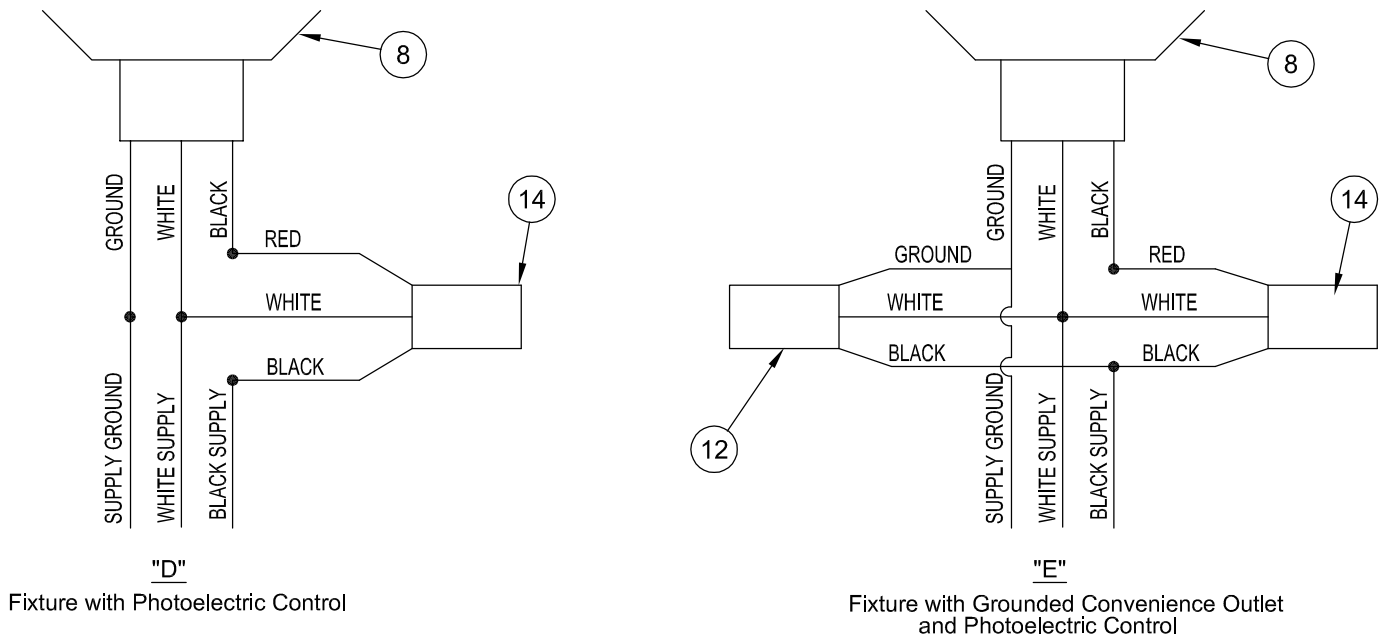 8
GROUND
WHITE
BLACK
14
RED
WHITE
BLACK
SUPPLY GROUND
WHITE SUPPLY
BLACK SUPPLY
"D"
Fixture with Photoelectric Control
8
GROUND
WHITE
BLACK
14
GROUND
RED
WHITE
WHITE
BLACK
BLACK
12
SUPPLY GROUND
WHITE SUPPLY
BLACK SUPPLY
"E"
Fixture with Grounded Convenience Outlet
and Photoelectric Control